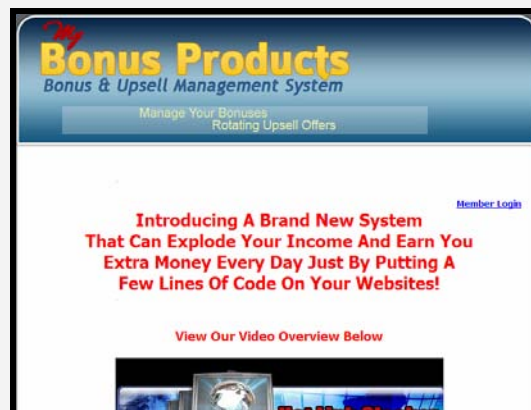 My
Bonus Products
Bonus & Upsell Management System
Manage Your Bonuses
Rotating Upsell Offers
Member Login
Introducing A Brand New System
That Can Explode Your Income And Earn You
Extra Money Every Day Just By Putting A
Few Lines Of Code On Your Websites!
View Our Video Overview Below